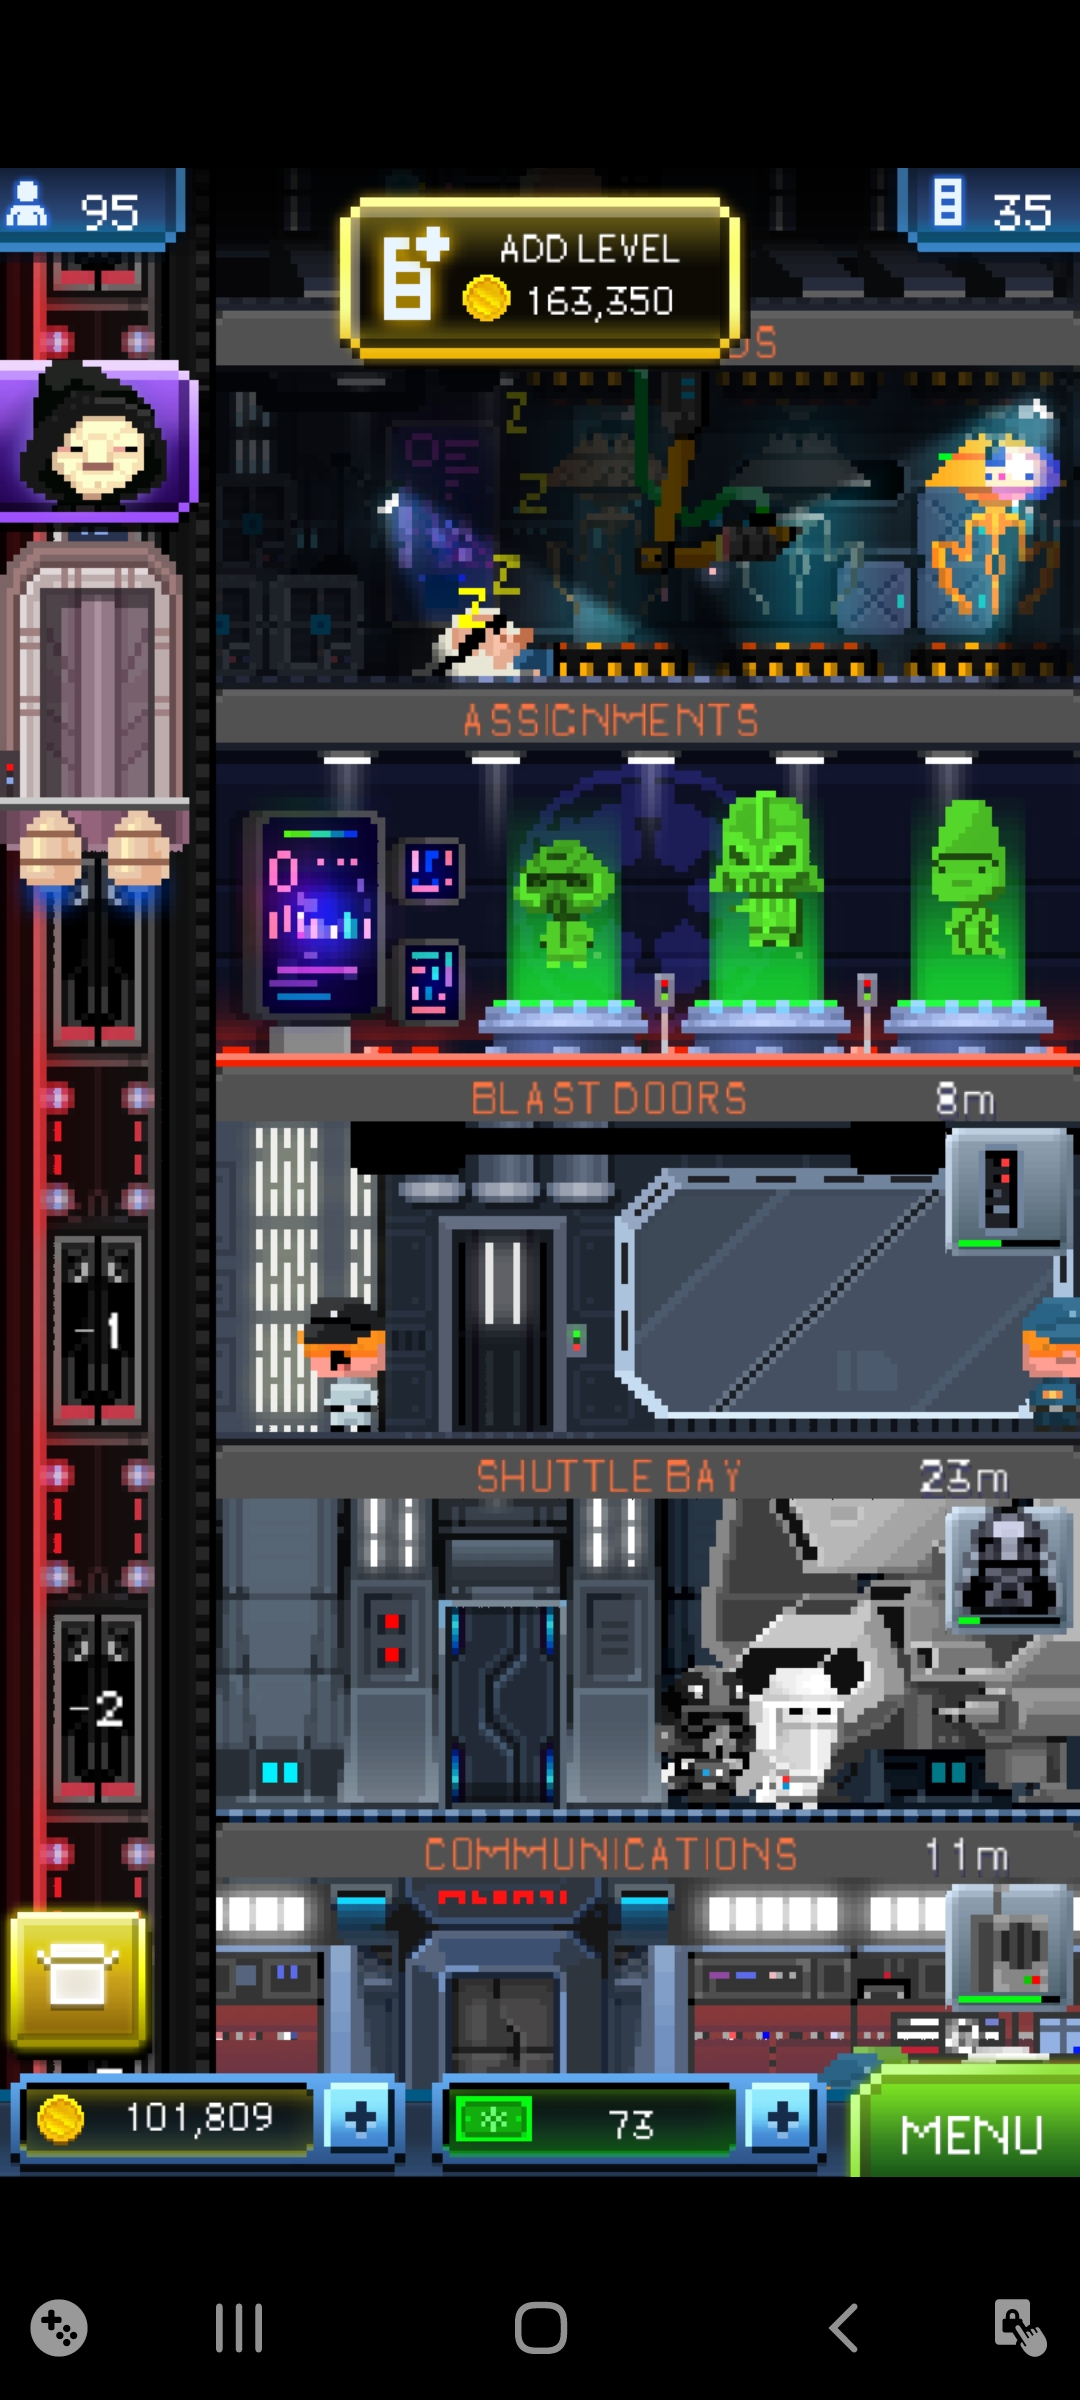 95
ADD LEVEL
163,350
35
DS
Z
Z
Z
Z
ASSIGNMENTS
BLAST DOORS 8m
-1
SHUTTLE BAY 23m
-2
COMMUNICATIONS 11m
101,809
+
73
+
MENU